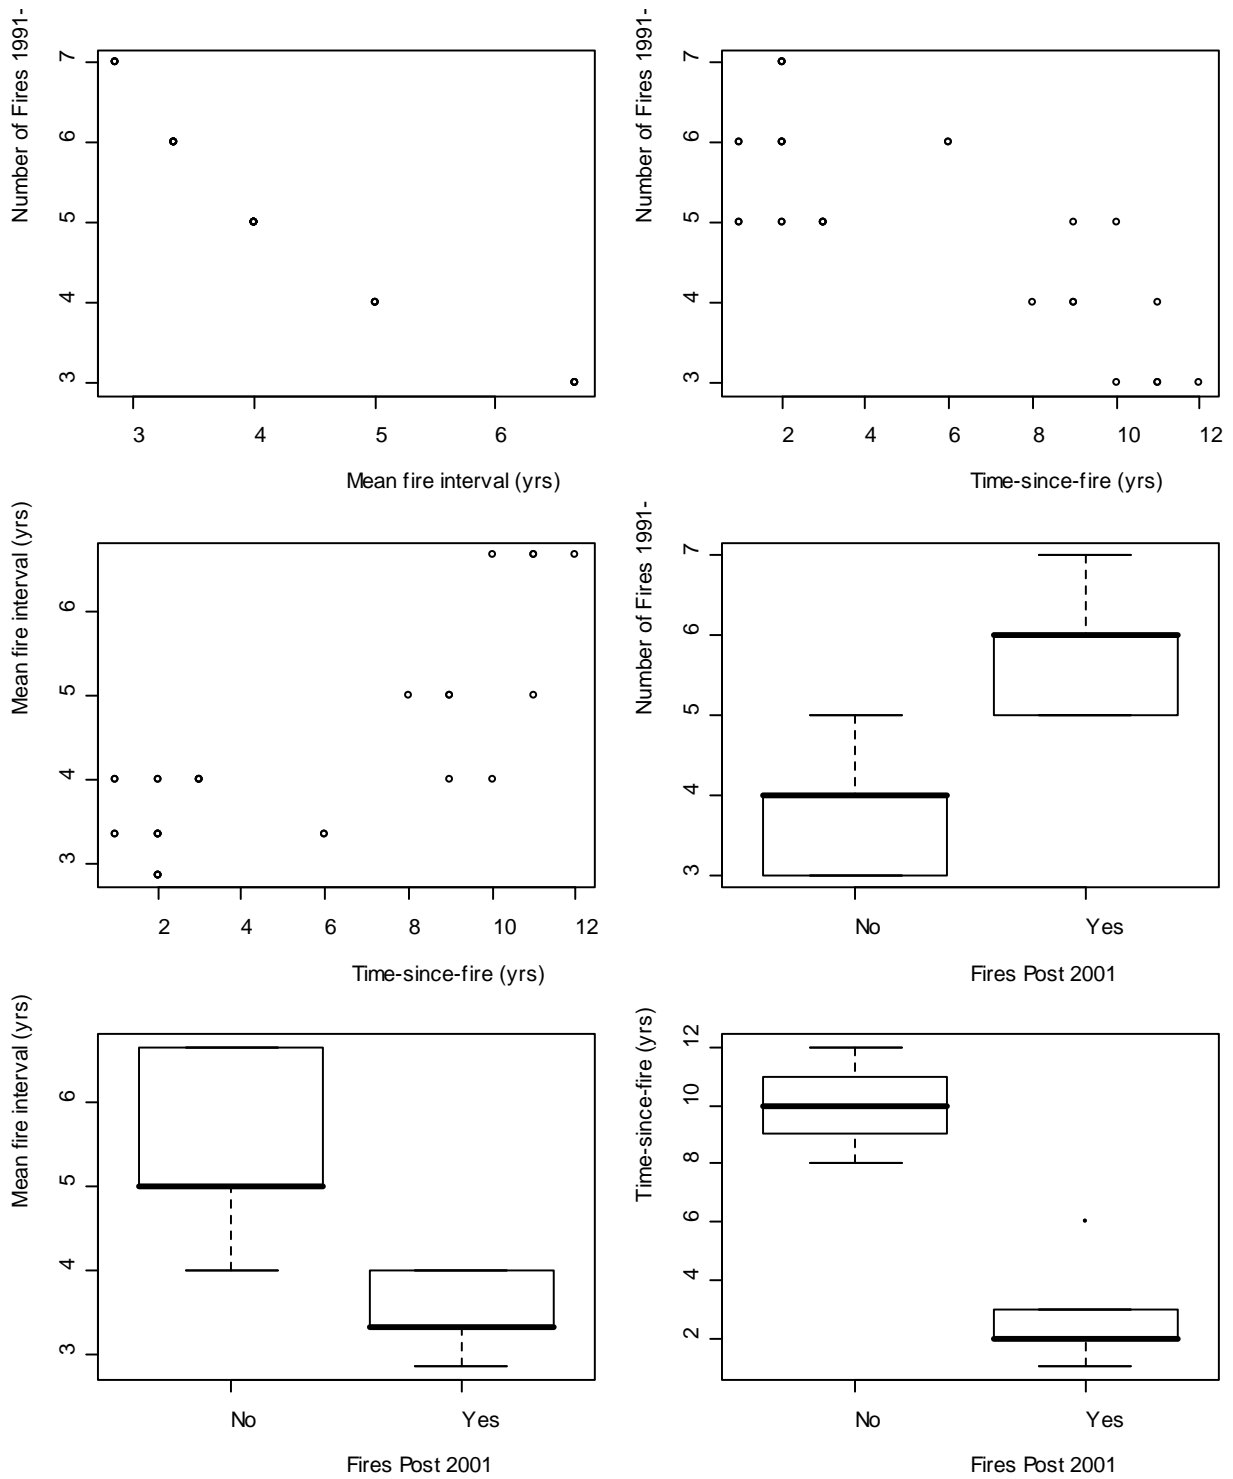 Number of Fires 1991-
7
6
5
4
3
3 4 5 6
Mean fire interval (yrs)
Number of Fires 1991-
7
6
5
4
3
2 4 6 8 10 12
Time-since-fire (yrs)
Mean fire interval (yrs)
6
5
4
3
2 4 6 8 10 12
Time-since-fire (yrs)
Number of Fires 1991-
7
6
5
4
3
No Yes
Fires Post 2001
Mean fire interval (yrs)
6
5
4
3
No Yes
Fires Post 2001
Time-since-fire (yrs)
12
10
8
6
4
2
No Yes
Fires Post 2001